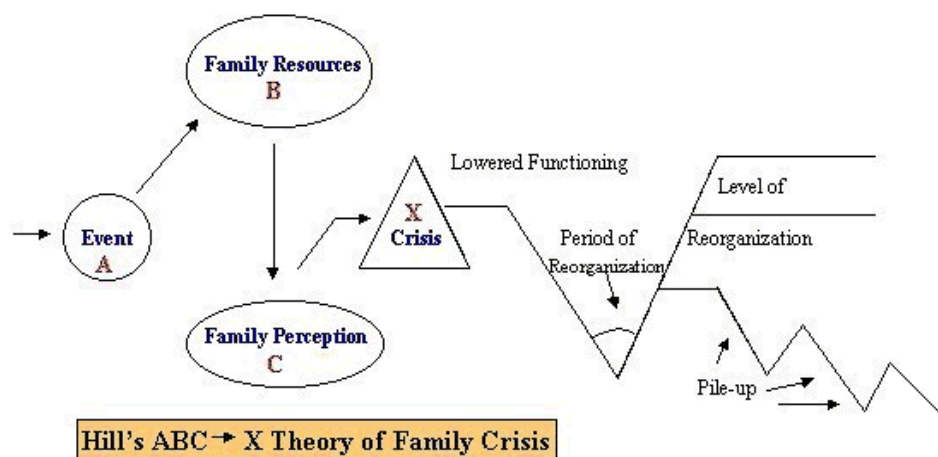 Family Resources
B
Event
A
Family Perception
C
X
Crisis
Lowered Functioning
Period of
Reorganization
Level of
Reorganization
Pile-up
Hill's ABC→ X Theory of Family Crisis